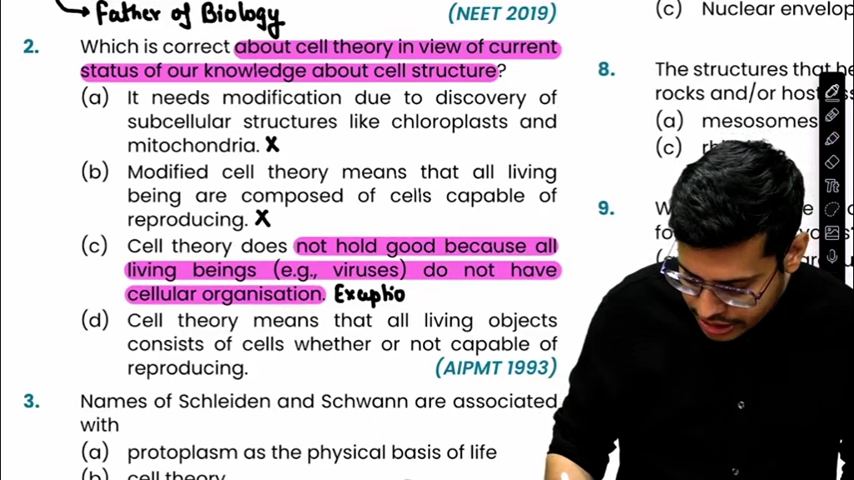 Father of Biology
(NEET 2019)
2. Which is correct about cell theory in view of current
status of our knowledge about cell structure?
(a) It needs modification due to discovery of
subcellular structures like chloroplasts and
mitochondria. x
(b) Modified cell theory means that all living
being are composed of cells capable of
reproducing. x
(c) Cell theory does not hold good because all
living beings (e.g., viruses) do not have
cellular organisation. Exceptio
(d) Cell theory means that all living objects
consists of cells whether or not capable of
reproducing. (AIPMT 1993)
3. Names of Schleiden and Schwann are associated
with
(a) protoplasm as the physical basis of life
(b) cell theory
(c) Nuclear envelop
8. The structures that
rocks and/or
(a) mesosomes
(c)
9.
Tt